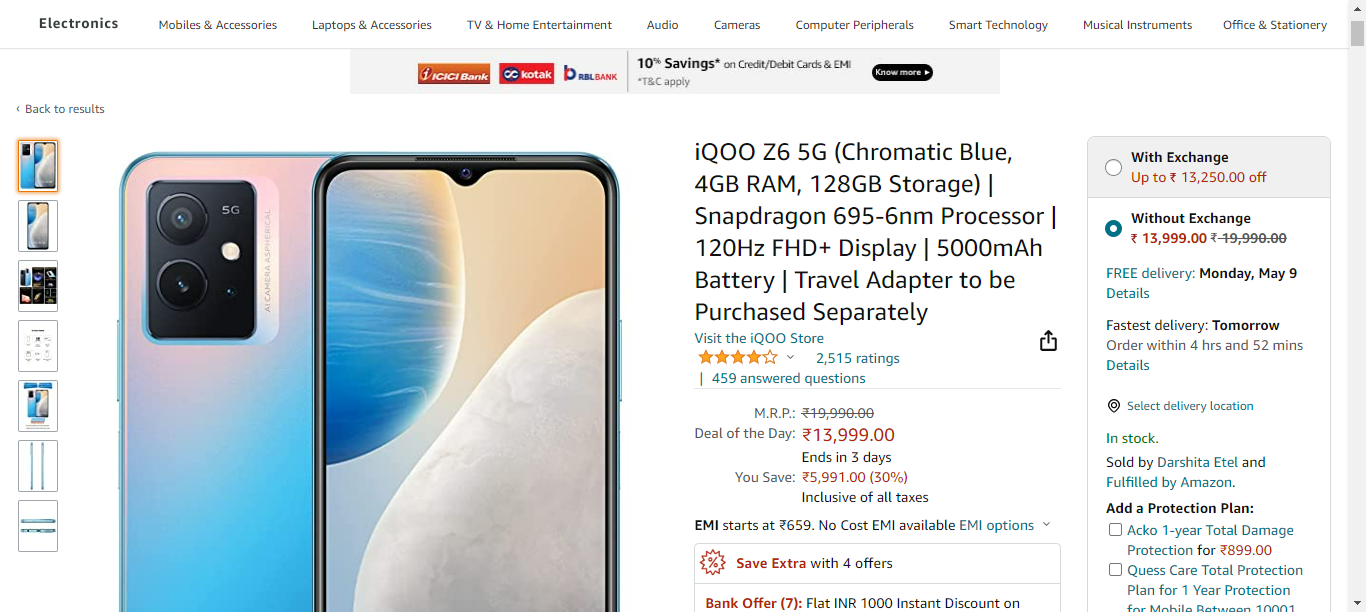 Electronics
Mobiles & Accessories
Laptops & Accessories
TV & Home Entertainment
Audio
Cameras
Computer Peripherals
Smart Technology
Musical Instruments
Office & Stationery
ICICI Bank
kotak
RBLBANK
10% Savings* on Credit/Debit Cards & EMI
*T&C apply
Know more ▸
‹ Back to results
5G
AI CAMERA ASPHERICAL
iQOO Z6 5G (Chromatic Blue,
4GB RAM, 128GB Storage) |
Snapdragon 695-6nm Processor |
120Hz FHD+ Display | 5000mAh
Battery | Travel Adapter to be
Purchased Separately
Visit the iQOO Store
2,515 ratings
| 459 answered questions
M.R.P.: ₹19,990.00
Deal of the Day: ₹13,999.00
Ends in 3 days
You Save: ₹5,991.00 (30%)
Inclusive of all taxes
EMI starts at ₹659. No Cost EMI available EMI options
Save Extra with 4 offers
Bank Offer (7): Flat INR 1000 Instant Discount on
With Exchange
Up to ₹ 13,250.00 off
Without Exchange
₹ 13,999.00 ₹ 19,990.00
FREE delivery: Monday, May 9
Details
Fastest delivery: Tomorrow
Order within 4 hrs and 52 mins
Details
Select delivery location
In stock.
Sold by Darshita Etel and
Fulfilled by Amazon.
Add a Protection Plan:
Acko 1-year Total Damage
Protection for ₹899.00
Quess Care Total Protection
Plan for 1 Year Protection
for Mobile Between 10001